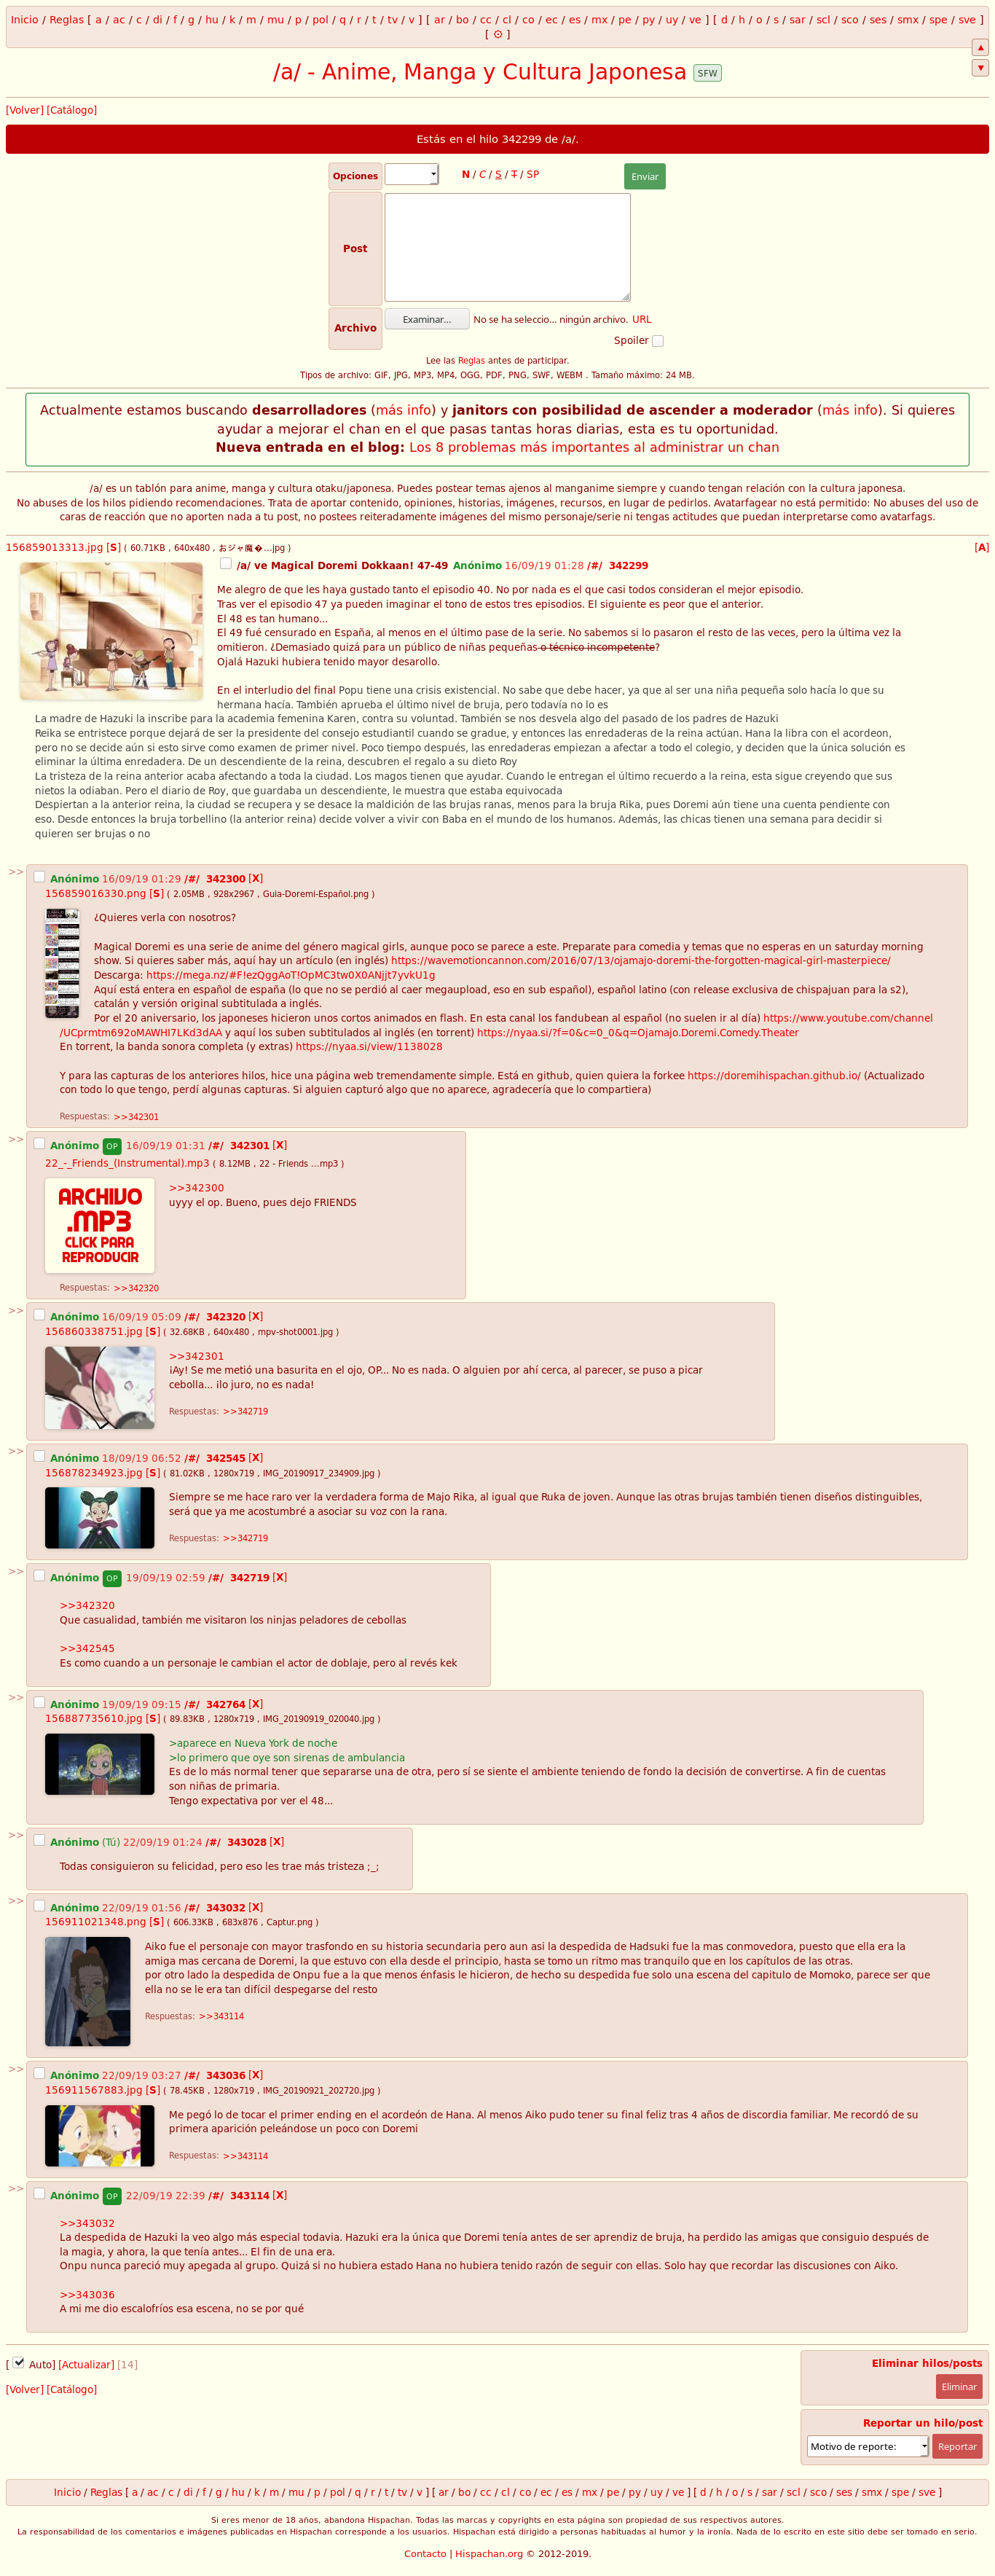 Inicio / Reglas [ a / ac / c / di / f / g / hu / k / m / mu / p / pol / q / r / t / tv / v ] [ ar / bo / cc / cl / co / ec / es / mx / pe / py / uy / ve ] [ d / h / o / s / sar / scl / sco / ses / smx / spe / sve ]
[ ⚙ ]
▲
▼
/a/ - Anime, Manga y Cultura Japonesa SFW
[Volver] [Catálogo]
Estás en el hilo 342299 de /a/.
Opciones N / C / S / T / SP Enviar
Post
Archivo Examinar... No se ha seleccio... ningún archivo. URL
Spoiler
Lee las Reglas antes de participar.
Tipos de archivo: GIF, JPG, MP3, MP4, OGG, PDF, PNG, SWF, WEBM . Tamaño máximo: 24 MB.
Actualmente estamos buscando desarrolladores (más info) y janitors con posibilidad de ascender a moderador (más info). Si quieres
ayudar a mejorar el chan en el que pasas tantas horas diarias, esta es tu oportunidad.
Nueva entrada en el blog: Los 8 problemas más importantes al administrar un chan
/a/ es un tablón para anime, manga y cultura otaku/japonesa. Puedes postear temas ajenos al manganime siempre y cuando tengan relación con la cultura japonesa.
No abuses de los hilos pidiendo recomendaciones. Trata de aportar contenido, opiniones, historias, imágenes, recursos, en lugar de pedirlos. Avatarfagear no está permitido: No abuses del uso de
caras de reacción que no aporten nada a tu post, no postees reiteradamente imágenes del mismo personaje/serie ni tengas actitudes que puedan interpretarse como avatarfags.
156859013313.jpg [S] ( 60.71KB , 640x480 , おジャ魔�...jpg ) [A]
/a/ ve Magical Doremi Dokkaan! 47-49 Anónimo 16/09/19 01:28 /#/ 342299
Me alegro de que les haya gustado tanto el episodio 40. No por nada es el que casi todos consideran el mejor episodio.
Tras ver el episodio 47 ya pueden imaginar el tono de estos tres episodios. El siguiente es peor que el anterior.
El 48 es tan humano...
El 49 fué censurado en España, al menos en el último pase de la serie. No sabemos si lo pasaron el resto de las veces, pero la última vez la
omitieron. ¿Demasiado quizá para un público de niñas pequeñas o técnico incompetente?
Ojalá Hazuki hubiera tenido mayor desarollo.
En el interludio del final Popu tiene una crisis existencial. No sabe que debe hacer, ya que al ser una niña pequeña solo hacía lo que su
hermana hacía. También aprueba el último nivel de bruja, pero todavía no lo es
La madre de Hazuki la inscribe para la academia femenina Karen, contra su voluntad. También se nos desvela algo del pasado de los padres de Hazuki
Reika se entristece porque dejará de ser la presidente del consejo estudiantil cuando se gradue, y entonces las enredaderas de la reina actúan. Hana la libra con el acordeon,
pero no se decide aún si esto sirve como examen de primer nivel. Poco tiempo después, las enredaderas empiezan a afectar a todo el colegio, y deciden que la única solución es
eliminar la última enredadera. De un descendiente de la reina, descubren el regalo a su dieto Roy
La tristeza de la reina anterior acaba afectando a toda la ciudad. Los magos tienen que ayudar. Cuando le entregan el último recuerdo a la reina, esta sigue creyendo que sus
nietos la odiaban. Pero el diario de Roy, que guardaba un descendiente, le muestra que estaba equivocada
Despiertan a la anterior reina, la ciudad se recupera y se desace la maldición de las brujas ranas, menos para la bruja Rika, pues Doremi aún tiene una cuenta pendiente con
eso. Desde entonces la bruja torbellino (la anterior reina) decide volver a vivir con Baba en el mundo de los humanos. Además, las chicas tienen una semana para decidir si
quieren ser brujas o no
>> Anónimo 16/09/19 01:29 /#/ 342300 [X]
156859016330.png [S] ( 2.05MB , 928x2967 , Guia-Doremi-Español.png )
¿Quieres verla con nosotros?
Magical Doremi es una serie de anime del género magical girls, aunque poco se parece a este. Preparate para comedia y temas que no esperas en un saturday morning
show. Si quieres saber más, aquí hay un artículo (en inglés) https://wavemotioncannon.com/2016/07/13/ojamajo-doremi-the-forgotten-magical-girl-masterpiece/
Descarga: https://mega.nz/#F!ezQggAoT!OpMC3tw0X0ANjjt7yvkU1g
Aquí está entera en español de españa (lo que no se perdió al caer megaupload, eso en sub español), español latino (con release exclusiva de chispajuan para la s2),
catalán y versión original subtitulada a inglés.
Por el 20 aniversario, los japoneses hicieron unos cortos animados en flash. En esta canal los fandubean al español (no suelen ir al día) https://www.youtube.com/channel
/UCprmtm692oMAWHI7LKd3dAA y aquí los suben subtitulados al inglés (en torrent) https://nyaa.si/?f=0&c=0_0&q=Ojamajo.Doremi.Comedy.Theater
En torrent, la banda sonora completa (y extras) https://nyaa.si/view/1138028
Y para las capturas de los anteriores hilos, hice una página web tremendamente simple. Está en github, quien quiera la forkee https://doremihispachan.github.io/ (Actualizado
con todo lo que tengo, perdí algunas capturas. Si alguien capturó algo que no aparece, agradecería que lo compartiera)
Respuestas: >>342301
>> Anónimo OP 16/09/19 01:31 /#/ 342301 [X]
22_-_Friends_(Instrumental).mp3 ( 8.12MB , 22 - Friends ...mp3 )
ARCHIVO
.MP3
CLICK PARA
REPRODUCIR
>>342300
uyyy el op. Bueno, pues dejo FRIENDS
Respuestas: >>342320
>> Anónimo 16/09/19 05:09 /#/ 342320 [X]
156860338751.jpg [S] ( 32.68KB , 640x480 , mpv-shot0001.jpg )
>>342301
¡Ay! Se me metió una basurita en el ojo, OP... No es nada. O alguien por ahí cerca, al parecer, se puso a picar
cebolla... ¡lo juro, no es nada!
Respuestas: >>342719
>> Anónimo 18/09/19 06:52 /#/ 342545 [X]
156878234923.jpg [S] ( 81.02KB , 1280x719 , IMG_20190917_234909.jpg )
Siempre se me hace raro ver la verdadera forma de Majo Rika, al igual que Ruka de joven. Aunque las otras brujas también tienen diseños distinguibles,
será que ya me acostumbré a asociar su voz con la rana.
Respuestas: >>342719
>> Anónimo OP 19/09/19 02:59 /#/ 342719 [X]
>>342320
Que casualidad, también me visitaron los ninjas peladores de cebollas
>>342545
Es como cuando a un personaje le cambian el actor de doblaje, pero al revés kek
>> Anónimo 19/09/19 09:15 /#/ 342764 [X]
156887735610.jpg [S] ( 89.83KB , 1280x719 , IMG_20190919_020040.jpg )
>aparece en Nueva York de noche
>lo primero que oye son sirenas de ambulancia
Es de lo más normal tener que separarse una de otra, pero sí se siente el ambiente teniendo de fondo la decisión de convertirse. A fin de cuentas
son niñas de primaria.
Tengo expectativa por ver el 48...
>> Anónimo (Tú) 22/09/19 01:24 /#/ 343028 [X]
Todas consiguieron su felicidad, pero eso les trae más tristeza ;_;
>> Anónimo 22/09/19 01:56 /#/ 343032 [X]
156911021348.png [S] ( 606.33KB , 683x876 , Captur.png )
Aiko fue el personaje con mayor trasfondo en su historia secundaria pero aun asi la despedida de Hadsuki fue la mas conmovedora, puesto que ella era la
amiga mas cercana de Doremi, la que estuvo con ella desde el principio, hasta se tomo un ritmo mas tranquilo que en los capítulos de las otras.
por otro lado la despedida de Onpu fue a la que menos énfasis le hicieron, de hecho su despedida fue solo una escena del capitulo de Momoko, parece ser que
ella no se le era tan difícil despegarse del resto
Respuestas: >>343114
>> Anónimo 22/09/19 03:27 /#/ 343036 [X]
156911567883.jpg [S] ( 78.45KB , 1280x719 , IMG_20190921_202720.jpg )
Me pegó lo de tocar el primer ending en el acordeón de Hana. Al menos Aiko pudo tener su final feliz tras 4 años de discordia familiar. Me recordó de su
primera aparición peleándose un poco con Doremi
Respuestas: >>343114
>> Anónimo OP 22/09/19 22:39 /#/ 343114 [X]
>>343032
La despedida de Hazuki la veo algo más especial todavia. Hazuki era la única que Doremi tenía antes de ser aprendiz de bruja, ha perdido las amigas que consiguio después de
la magia, y ahora, la que tenía antes... El fin de una era.
Onpu nunca pareció muy apegada al grupo. Quizá si no hubiera estado Hana no hubiera tenido razón de seguir con ellas. Solo hay que recordar las discusiones con Aiko.
>>343036
A mi me dio escalofríos esa escena, no se por qué
[ Auto] [Actualizar] [14]
[Volver] [Catálogo]
Eliminar hilos/posts
Eliminar
Reportar un hilo/post
Motivo de reporte: Reportar
Inicio / Reglas [ a / ac / c / di / f / g / hu / k / m / mu / p / pol / q / r / t / tv / v ] [ ar / bo / cc / cl / co / ec / es / mx / pe / py / uy / ve ] [ d / h / o / s / sar / scl / sco / ses / smx / spe / sve ]
Si eres menor de 18 años, abandona Hispachan. Todas las marcas y copyrights en esta página son propiedad de sus respectivos autores.
La responsabilidad de los comentarios e imágenes publicadas en Hispachan corresponde a los usuarios. Hispachan está dirigido a personas habituadas al humor y la ironía. Nada de lo escrito en este sitio debe ser tomado en serio.
Contacto | Hispachan.org © 2012-2019.